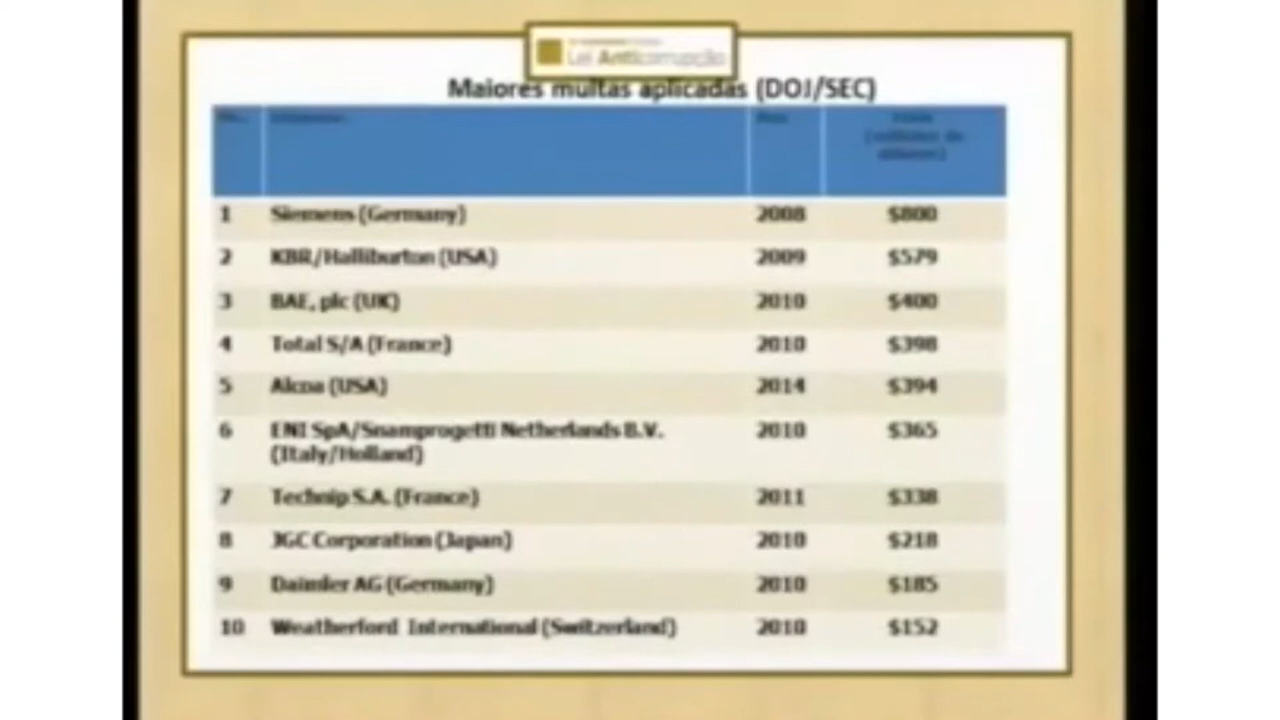 Lei Anticorrupção
Maiores multas aplicadas (DOJ/SEC)
1 Siemens (Germany) 2008 $800
2 KBR/Halliburton (USA) 2009 $579
3 BAE, plc (UK) 2010 $400
4 Total S/A (France) 2010 $398
5 Alcoa (USA) 2014 $394
6 ENI SpA/Snamprogetti Netherlands B.V. 2010 $365
(Italy/Holland)
7 Technip S.A. (France) 2011 $338
8 JGC Corporation (Japan) 2010 $218
9 Daimler AG (Germany) 2010 $185
10 Weatherford International (Switzerland) 2010 $152